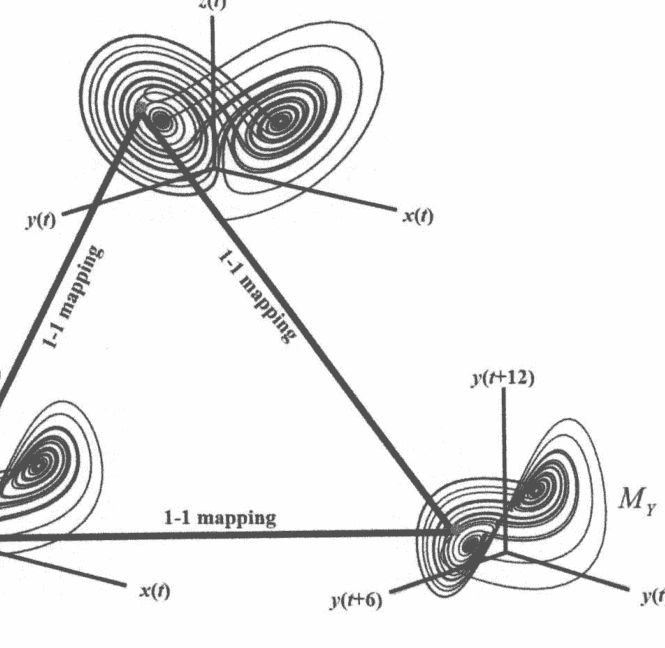 z(t)
y(t)
x(t)
1-1 mapping
1-1 mapping
y(t+12)
M_Y
1-1 mapping
x(t)
y(t+6)
y(t